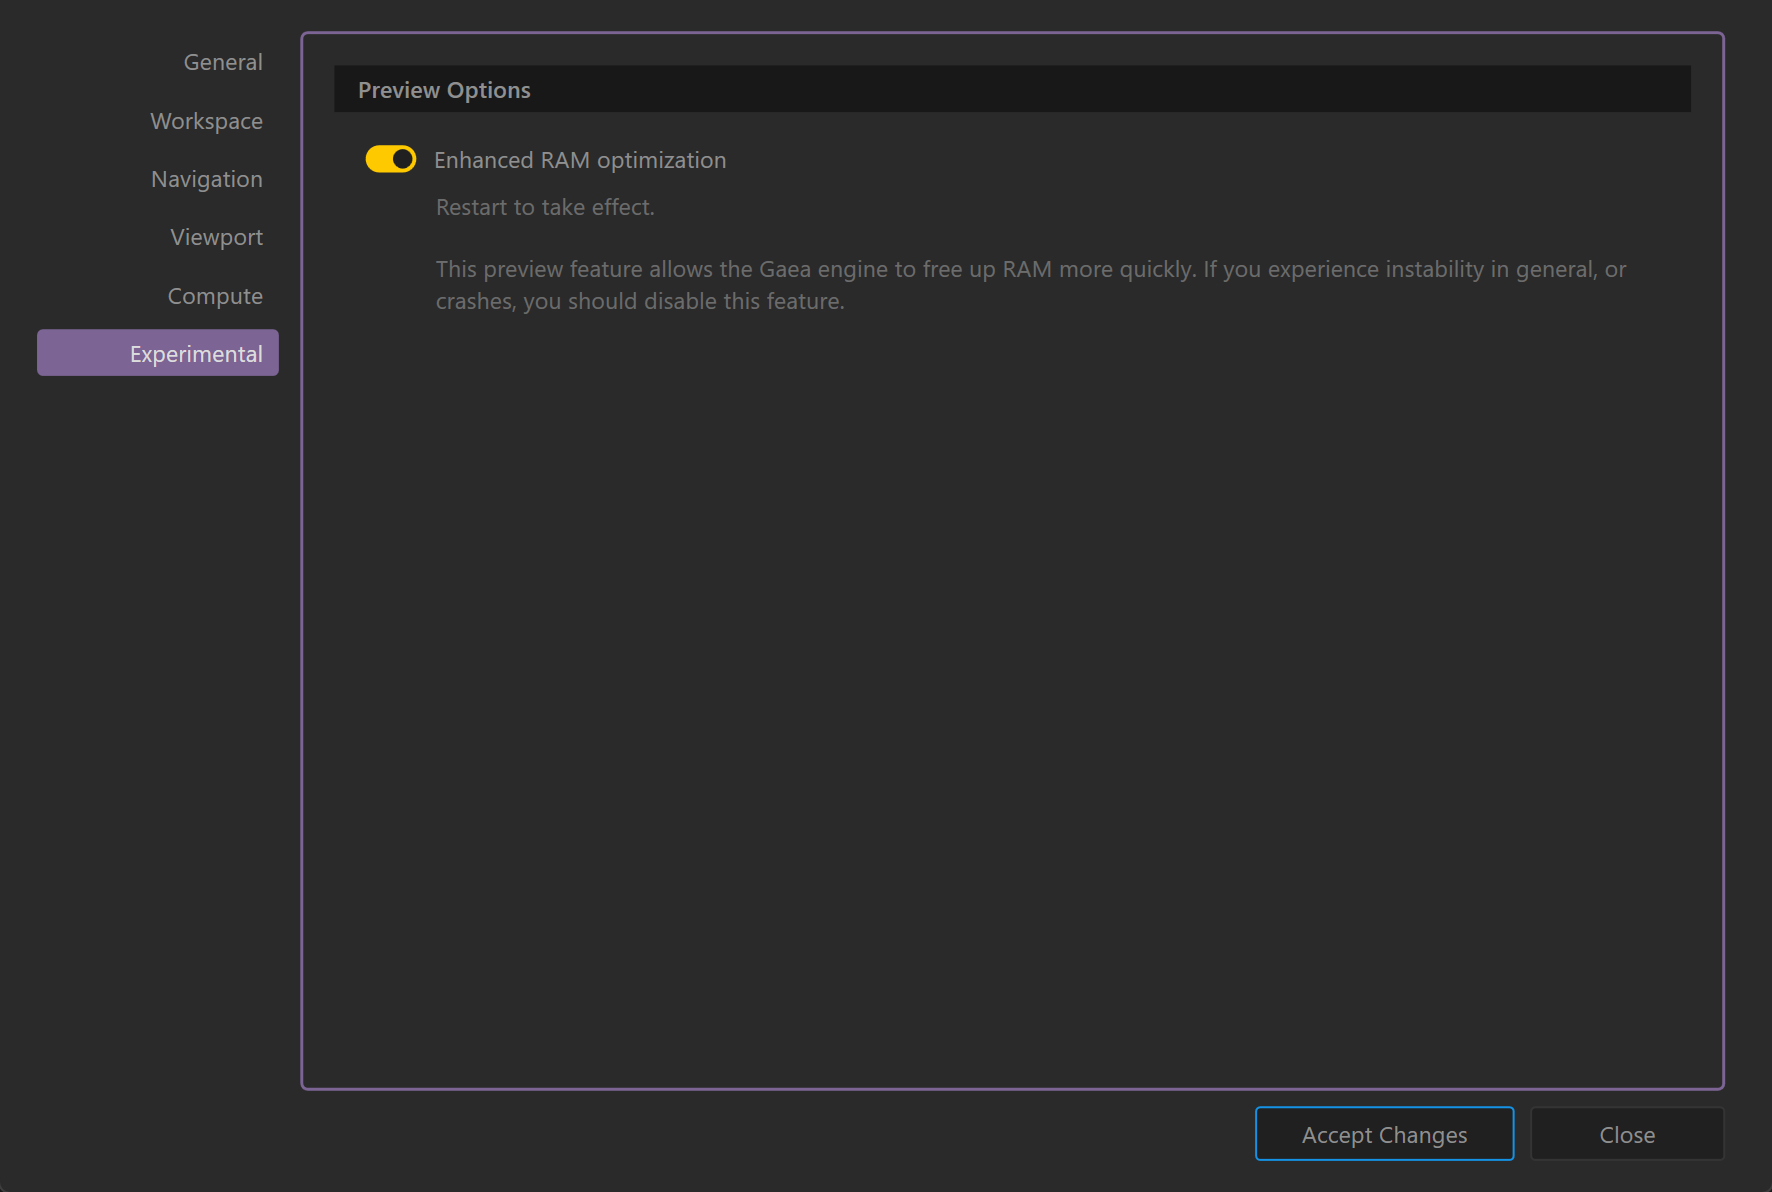 General
Workspace
Navigation
Viewport
Compute
Experimental
Preview Options
Enhanced RAM optimization
Restart to take effect.
This preview feature allows the Gaea engine to free up RAM more quickly. If you experience instability in general, or
crashes, you should disable this feature.
Accept Changes
Close